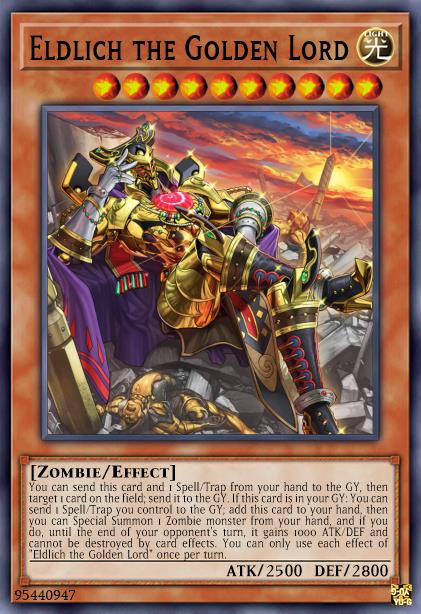 ELDLICH THE GOLDEN LORD
LIGHT
光
[ZOMBIE/EFFECT]
You can send this card and 1 Spell/Trap from your hand to the GY, then
target 1 card on the field; send it to the GY. If this card is in your GY: You can
send 1 Spell/Trap you control to the GY; add this card to your hand, then
you can Special Summon 1 Zombie monster from your hand, and if you
do, until the end of your opponent's turn, it gains 1000 ATK/DEF and
cannot be destroyed by card effects. You can only use each effect of
"Eldlich the Golden Lord" once per turn.
ATK/2500 DEF/2800
95440947